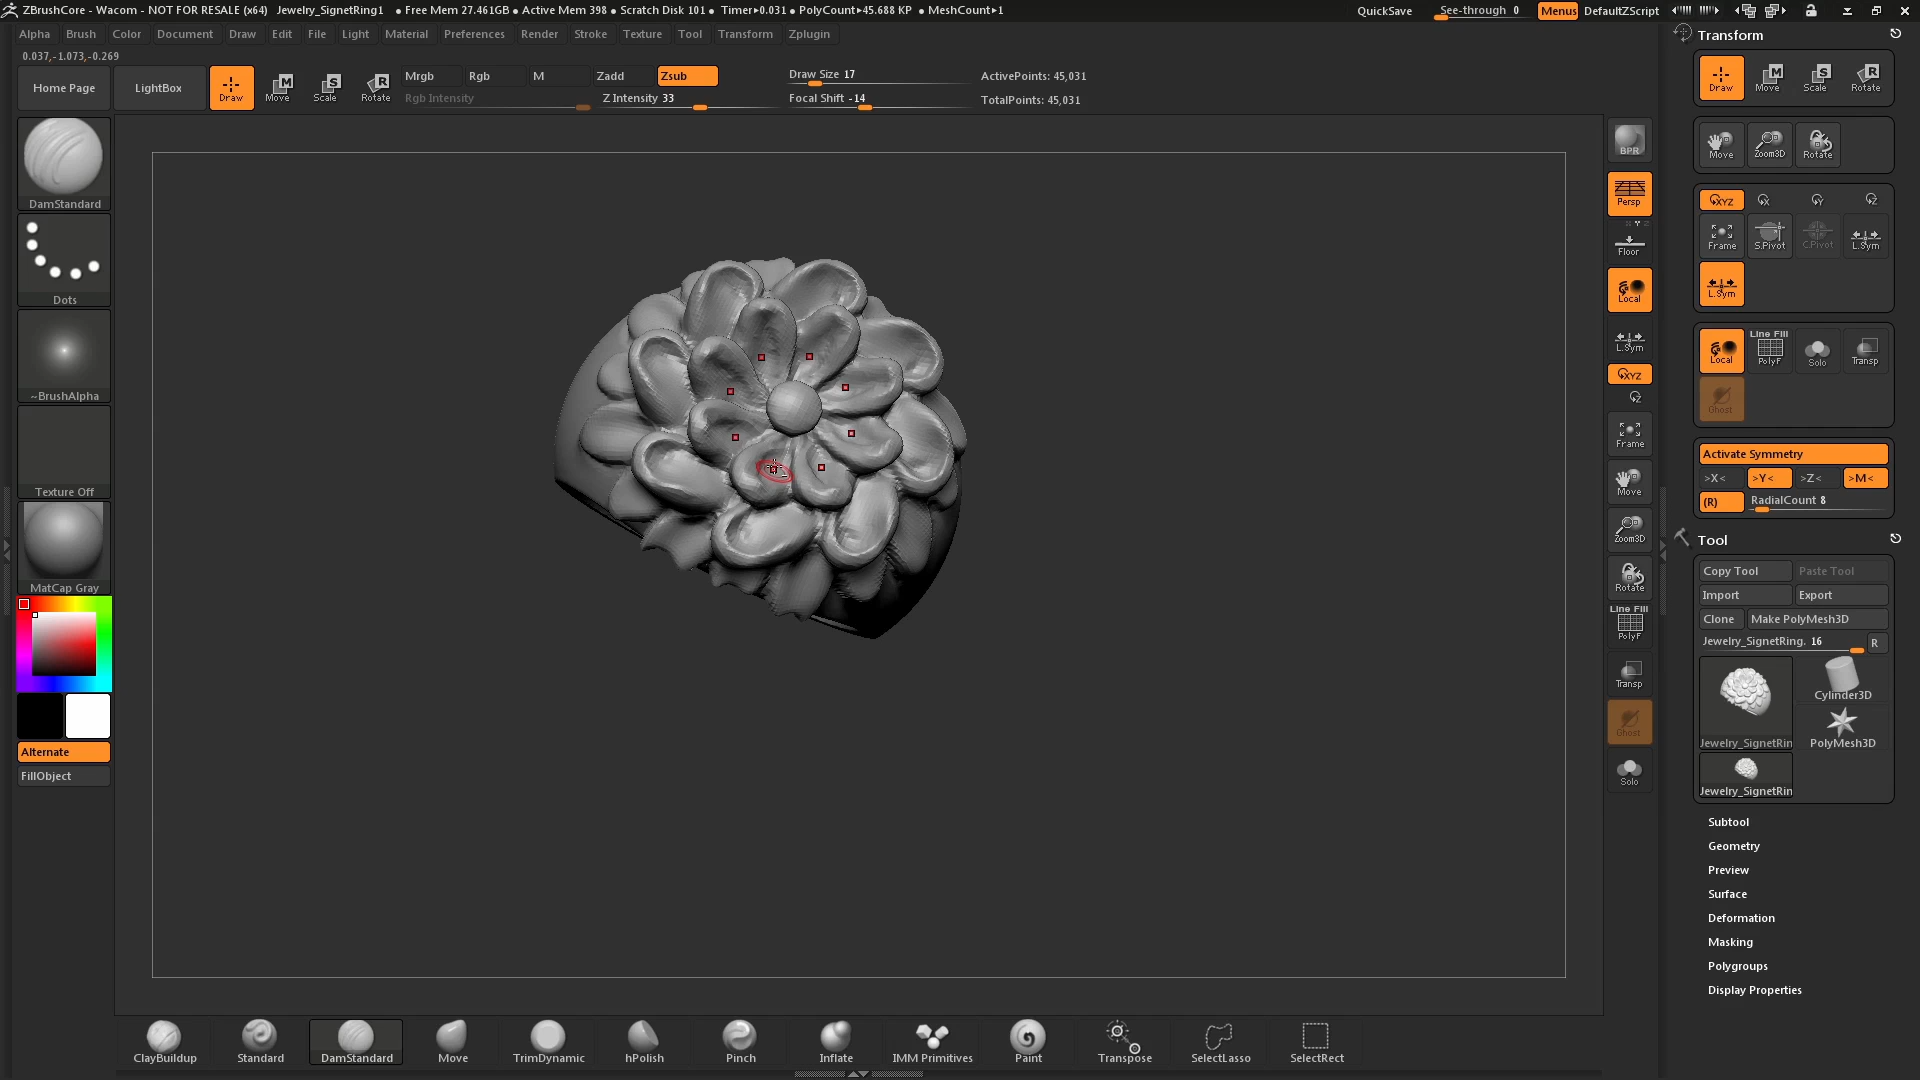 ZBrushCore - Wacom - NOT FOR RESALE (x64) Jewelry_SignetRing1 • Free Mem 27.461GB • Active Mem 398 • Scratch Disk 101 • Timer▸0.031 • PolyCount▸45.688 KP • MeshCount▸1 QuickSave See-through 0 Menus DefaultZScript
Alpha Brush Color Document Draw Edit File Light Macro Material Preferences Render Stroke Texture Tool Transform Zplugin
0.037,-1.073,-0.269
Home Page LightBox Draw Move Scale Rotate
Mrgb Rgb M Zadd Zsub
Rgb Intensity Z Intensity 33
Draw Size 17
Focal Shift -14
ActivePoints: 45,031
TotalPoints: 45,031
DamStandard
Dots
~BrushAlpha
Texture Off
MatCap Gray
Alternate
FillObject
BPR
Persp
X Y Z
Floor
Local
L.Sym
XYZ
Z
Frame
Move
Zoom3D
Rotate
Line Fill
PolyF
Transp
Ghost
Solo
Transform
Draw Move Scale Rotate
Move Zoom3D Rotate
XYZ X Y Z
Frame S.Pivot C.Pivot L.Sym
L.Sym
Local Line Fill PolyF Solo Transp
Ghost
Activate Symmetry
>X< >Y< >Z< >M<
(R) RadialCount 8
Tool
Copy Tool Paste Tool
Import Export
Clone Make PolyMesh3D
Jewelry_SignetRing. 16 R
Cylinder3D
Jewelry_SignetRin PolyMesh3D
Jewelry_SignetRin
Subtool
Geometry
Preview
Surface
Deformation
Masking
Polygroups
Display Properties
ClayBuildup Standard DamStandard Move TrimDynamic hPolish Pinch Inflate IMM Primitives Paint Transpose SelectLasso SelectRect